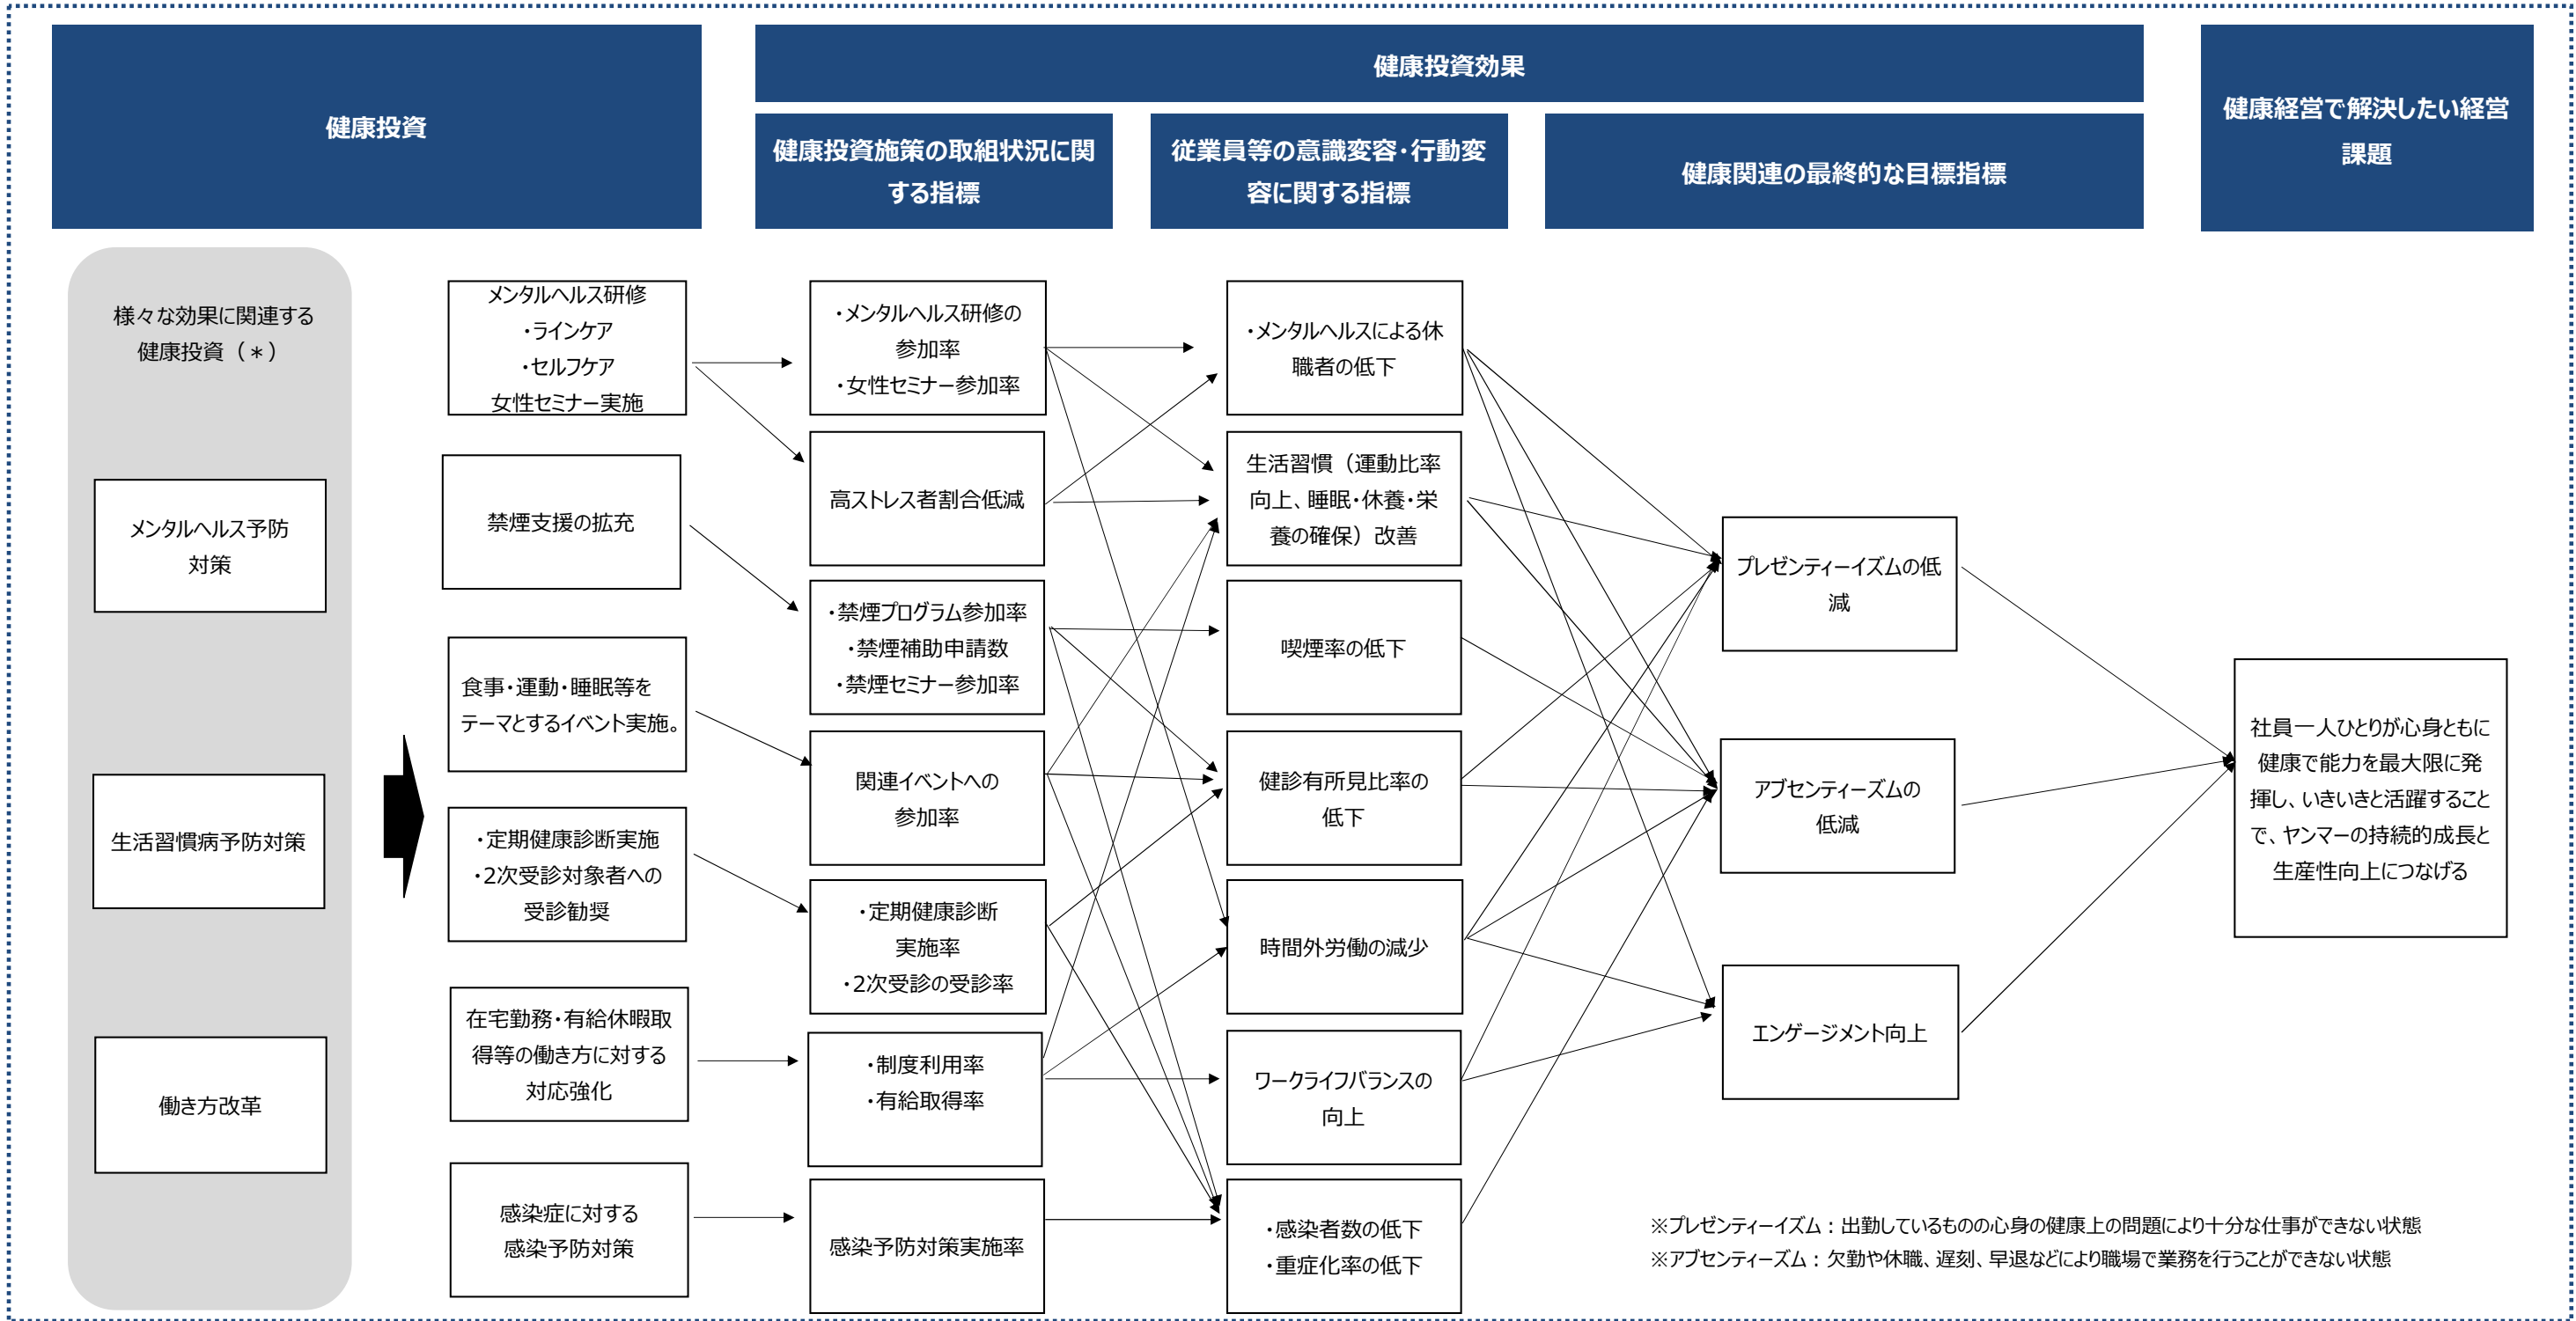 健康投資
健康投資効果
健康投資施策の取組状況に関
する指標
従業員等の意識変容・行動変
容に関する指標
健康関連の最終的な目標指標
健康経営で解決したい経営
課題
様々な効果に関連する
健康投資（＊）
メンタルヘルス予防
対策
生活習慣病予防対策
働き方改革
メンタルヘルス研修
・ラインケア
・セルフケア
女性セミナー実施
禁煙支援の拡充
食事・運動・睡眠等を
テーマとするイベント実施。
・定期健康診断実施
・2次受診対象者への
受診勧奨
在宅勤務・有給休暇取
得等の働き方に対する
対応強化
感染症に対する
感染予防対策
・メンタルヘルス研修の
参加率
・女性セミナー参加率
高ストレス者割合低減
・禁煙プログラム参加率
・禁煙補助申請数
・禁煙セミナー参加率
関連イベントへの
参加率
・定期健康診断
実施率
・2次受診の受診率
・制度利用率
・有給取得率
感染予防対策実施率
・メンタルヘルスによる休
職者の低下
生活習慣（運動比率
向上、睡眠・休養・栄
養の確保）改善
喫煙率の低下
健診有所見比率の
低下
時間外労働の減少
ワークライフバランスの
向上
・感染者数の低下
・重症化率の低下
プレゼンティーイズムの低
減
アブセンティーズムの
低減
エンゲージメント向上
社員一人ひとりが心身ともに
健康で能力を最大限に発
揮し、いきいきと活躍すること
で、ヤンマーの持続的成長と
生産性向上につなげる
※プレゼンティーイズム：出勤しているものの心身の健康上の問題により十分な仕事ができない状態
※アブセンティーズム：欠勤や休職、遅刻、早退などにより職場で業務を行うことができない状態